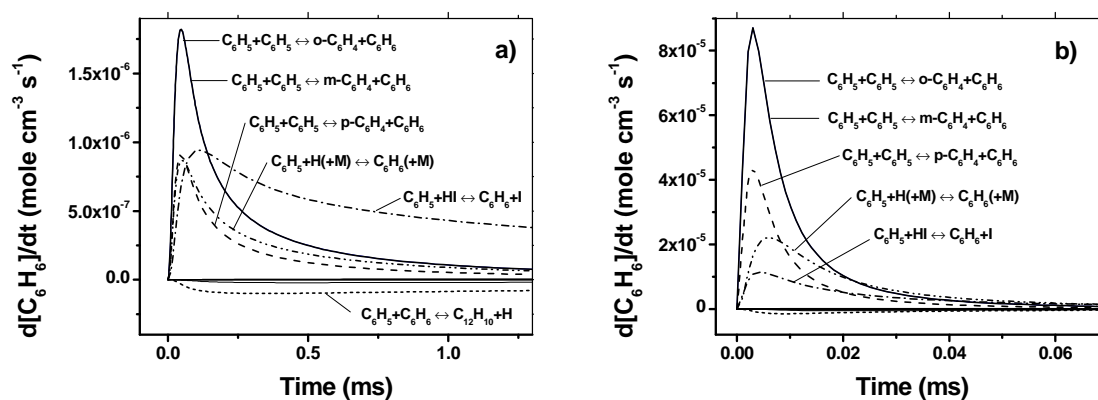 a)
d[C₆H₆]/dt (mole cm⁻³ s⁻¹)
1.5x10⁻⁶
1.0x10⁻⁶
5.0x10⁻⁷
0.0
C₆H₅+C₆H₅ ↔ o-C₆H₄+C₆H₆
C₆H₅+C₆H₅ ↔ m-C₆H₄+C₆H₆
C₆H₅+C₆H₅ ↔ p-C₆H₄+C₆H₆
C₆H₅+H(+M) ↔ C₆H₆(+M)
C₆H₅+HI ↔ C₆H₆+I
C₆H₅+C₆H₆ ↔ C₁₂H₁₀+H
0.0 0.5 1.0
Time (ms)
b)
d[C₆H₆]/dt (mole cm⁻³ s⁻¹)
8x10⁻⁵
6x10⁻⁵
4x10⁻⁵
2x10⁻⁵
0
C₆H₅+C₆H₅ ↔ o-C₆H₄+C₆H₆
C₆H₅+C₆H₅ ↔ m-C₆H₄+C₆H₆
C₆H₅+C₆H₅ ↔ p-C₆H₄+C₆H₆
C₆H₅+H(+M) ↔ C₆H₆(+M)
C₆H₅+HI ↔ C₆H₆+I
0.00 0.02 0.04 0.06
Time (ms)